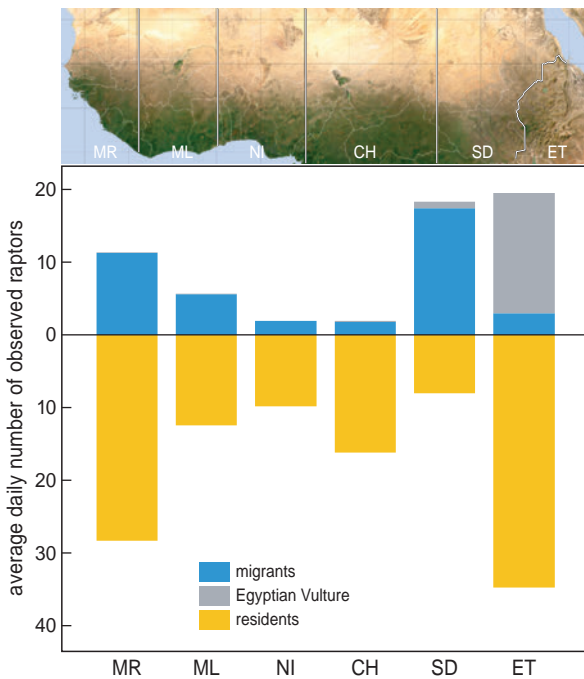 MR ML NI CH SD ET
average daily number of observed raptors
20
10
0
10
20
30
40
migrants
Egyptian Vulture
residents
MR ML NI CH SD ET